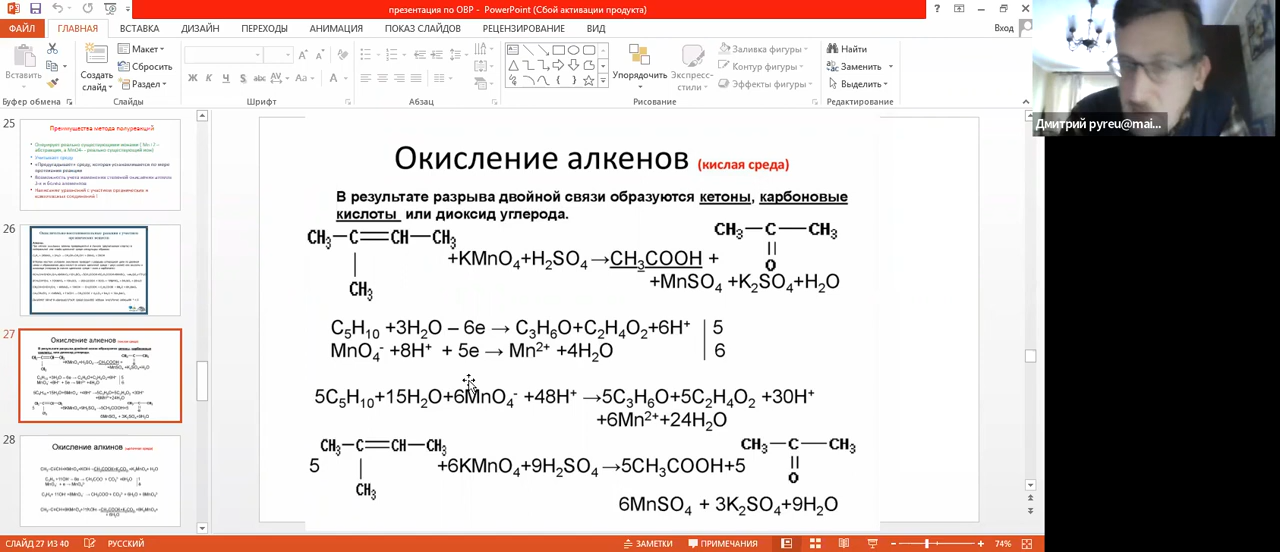 презентация по ОВР - PowerPoint (Сбой активации продукта)
ФАЙЛ ГЛАВНАЯ ВСТАВКА ДИЗАЙН ПЕРЕХОДЫ АНИМАЦИЯ ПОКАЗ СЛАЙДОВ РЕЦЕНЗИРОВАНИЕ ВИД Вход
Вставить
Создать слайд
Макет
Сбросить
Раздел
Упорядочить
Экспресс-стили
Заливка фигуры
Контур фигуры
Эффекты фигуры
Найти
Заменить
Выделить
Буфер обмена Слайды Шрифт Абзац Рисование Редактирование
Дмитрий pyreu@mai...
25
Преимущества метода полуреакций
26
27
Окисление алкенов
28
Окисление алкинов
Окисление алкенов (кислая среда)
В результате разрыва двойной связи образуются кетоны, карбоновые
кислоты или диоксид углерода.
CH₃—C=CH—CH₃
CH₃
+KMnO₄+H₂SO₄→CH₃COOH +
CH₃—C—CH₃
O
+MnSO₄ +K₂SO₄+H₂O
C₅H₁₀ +3H₂O – 6e → C₃H₆O+C₂H₄O₂+6H⁺ | 5
MnO₄⁻ +8H⁺ + 5e → Mn²⁺ +4H₂O | 6
5C₅H₁₀+15H₂O+6MnO₄⁻ +48H⁺ →5C₃H₆O+5C₂H₄O₂ +30H⁺
+6Mn²⁺+24H₂O
5 CH₃—C=CH—CH₃
CH₃
+6KMnO₄+9H₂SO₄→5CH₃COOH+5
CH₃—C—CH₃
O
6MnSO₄ + 3K₂SO₄+9H₂O
СЛАЙД 27 ИЗ 40 РУССКИЙ ЗАМЕТКИ ПРИМЕЧАНИЯ 74%